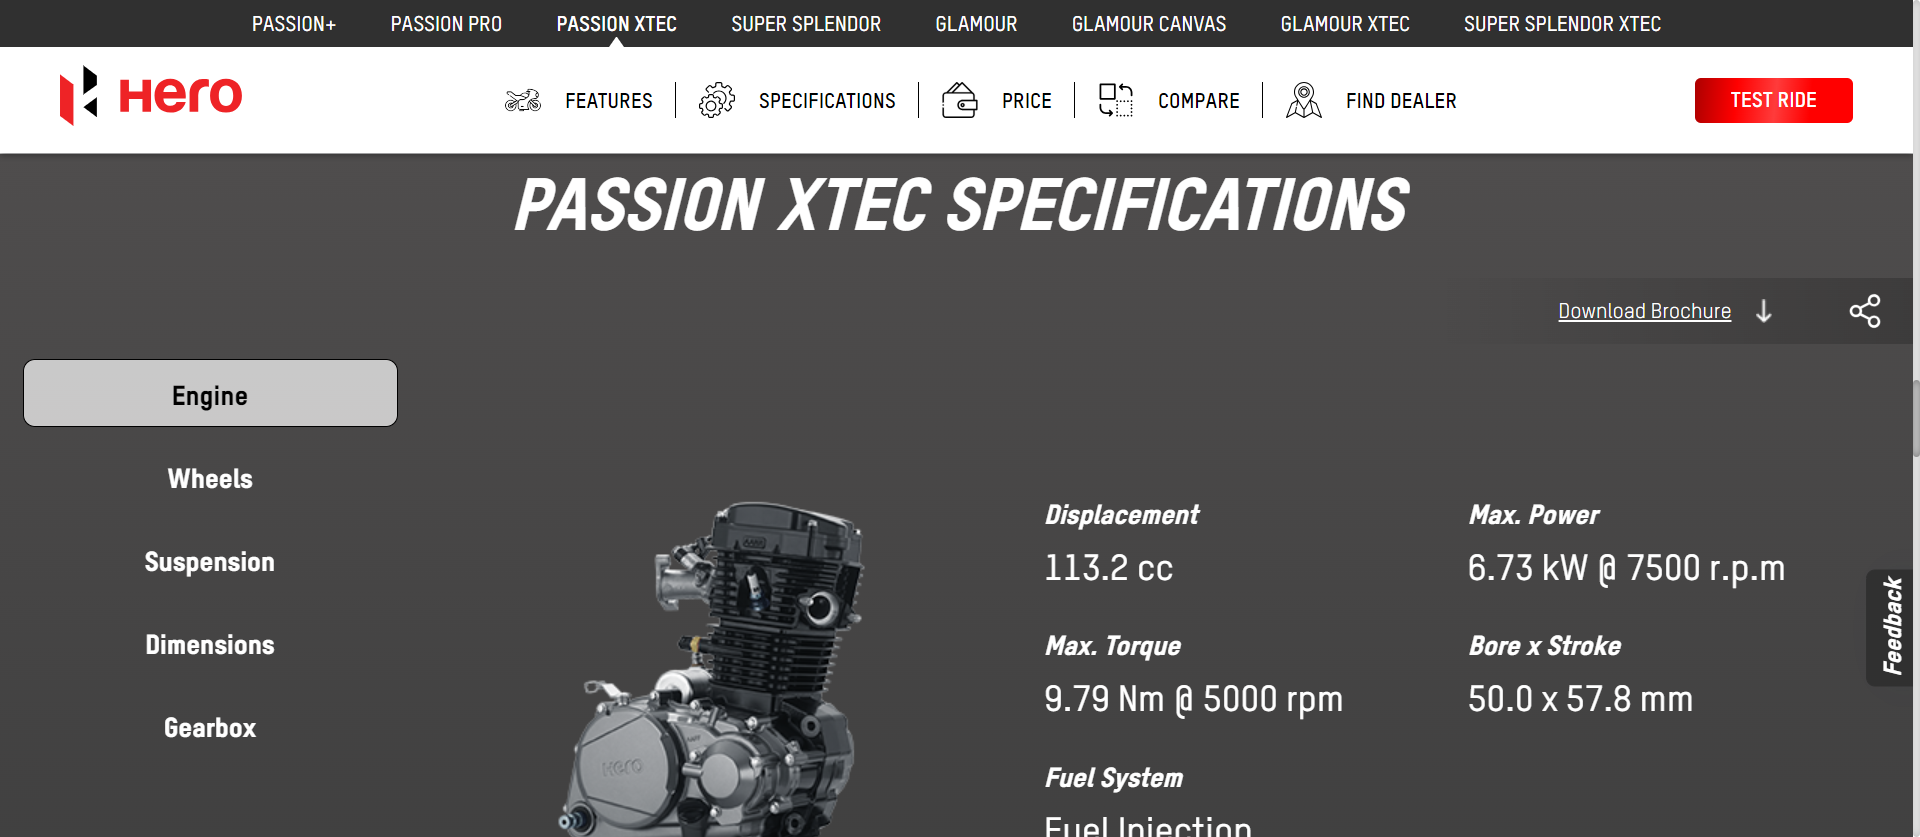 PASSION+ PASSION PRO PASSION XTEC SUPER SPLENDOR GLAMOUR GLAMOUR CANVAS GLAMOUR XTEC SUPER SPLENDOR XTEC
Hero FEATURES SPECIFICATIONS PRICE COMPARE FIND DEALER TEST RIDE
PASSION XTEC SPECIFICATIONS
Download Brochure
Engine
Wheels
Suspension
Dimensions
Gearbox
Hero
Displacement
113.2 cc
Max. Power
6.73 kW @ 7500 r.p.m
Max. Torque
9.79 Nm @ 5000 rpm
Bore x Stroke
50.0 x 57.8 mm
Fuel System
Fuel Injection
Feedback